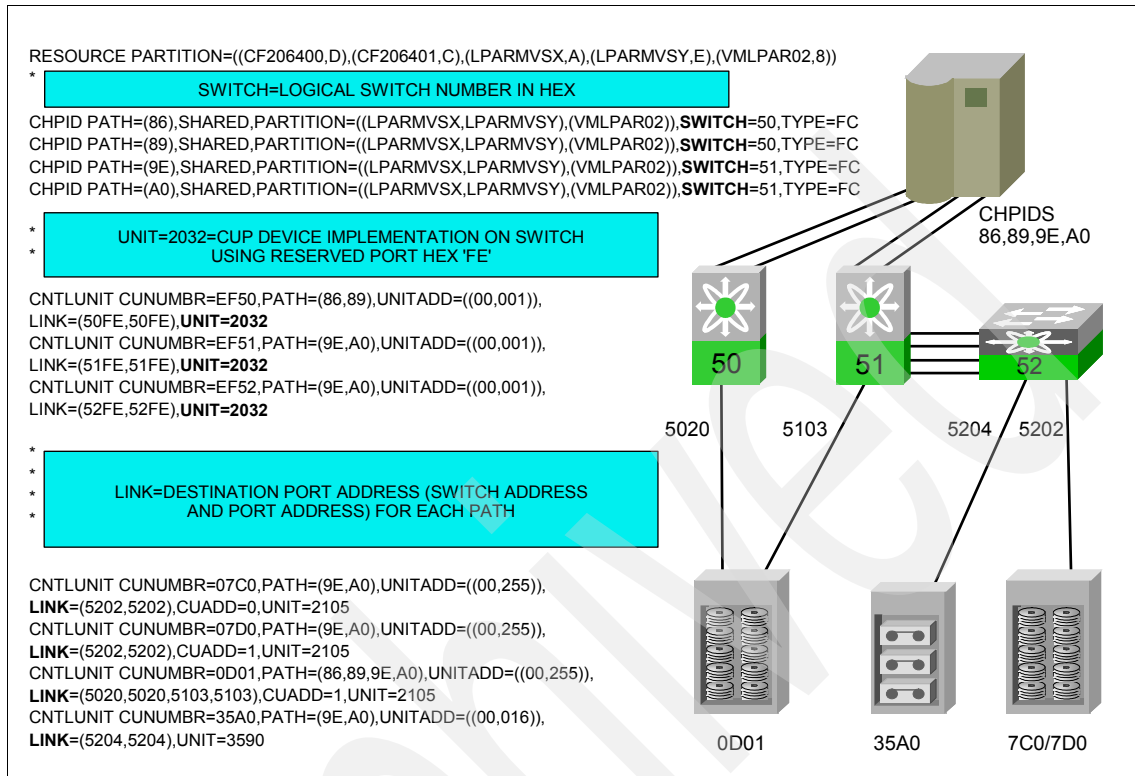 RESOURCE PARTITION=((CF206400,D),(CF206401,C),(LPARMVSX,A),(LPARMVSY,E),(VMLPAR02,8))
*
SWITCH=LOGICAL SWITCH NUMBER IN HEX
CHPID PATH=(86),SHARED,PARTITION=((LPARMVSX,LPARMVSY),(VMLPAR02)),SWITCH=50,TYPE=FC
CHPID PATH=(89),SHARED,PARTITION=((LPARMVSX,LPARMVSY),(VMLPAR02)),SWITCH=50,TYPE=FC
CHPID PATH=(9E),SHARED,PARTITION=((LPARMVSX,LPARMVSY),(VMLPAR02)),SWITCH=51,TYPE=FC
CHPID PATH=(A0),SHARED,PARTITION=((LPARMVSX,LPARMVSY),(VMLPAR02)),SWITCH=51,TYPE=FC
*
*
UNIT=2032=CUP DEVICE IMPLEMENTATION ON SWITCH
USING RESERVED PORT HEX 'FE'
CNTLUNIT CUNUMBR=EF50,PATH=(86,89),UNITADD=((00,001)),
LINK=(50FE,50FE),UNIT=2032
CNTLUNIT CUNUMBR=EF51,PATH=(9E,A0),UNITADD=((00,001)),
LINK=(51FE,51FE),UNIT=2032
CNTLUNIT CUNUMBR=EF52,PATH=(9E,A0),UNITADD=((00,001)),
LINK=(52FE,52FE),UNIT=2032
*
*
*
*
LINK=DESTINATION PORT ADDRESS (SWITCH ADDRESS
AND PORT ADDRESS) FOR EACH PATH
CNTLUNIT CUNUMBR=07C0,PATH=(9E,A0),UNITADD=((00,255)),
LINK=(5202,5202),CUADD=0,UNIT=2105
CNTLUNIT CUNUMBR=07D0,PATH=(9E,A0),UNITADD=((00,255)),
LINK=(5202,5202),CUADD=1,UNIT=2105
CNTLUNIT CUNUMBR=0D01,PATH=(86,89,9E,A0),UNITADD=((00,255)),
LINK=(5020,5020,5103,5103),CUADD=1,UNIT=2105
CNTLUNIT CUNUMBR=35A0,PATH=(9E,A0),UNITADD=((00,016)),
LINK=(5204,5204),UNIT=3590
CHPIDS
86,89,9E,A0
50
51
52
5020
5103
5204
5202
0D01
35A0
7C0/7D0